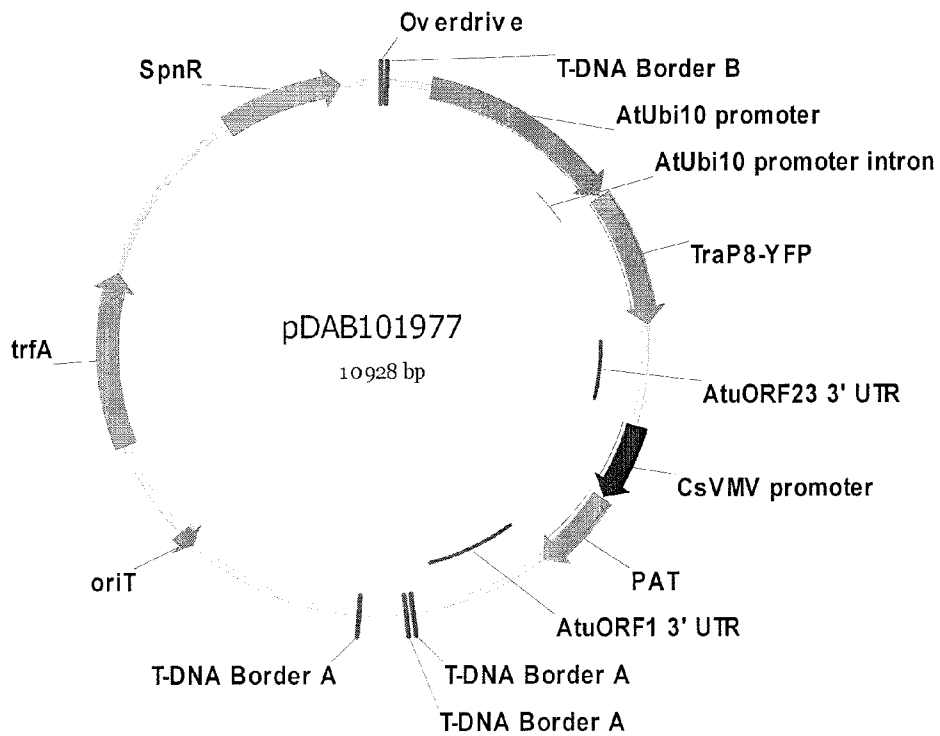 Overdrive
SpnR
T-DNA Border B
AtUbi10 promoter
AtUbi10 promoter intron
TraP8-YFP
pDAB101977
10928 bp
trfA
AtuORF23 3' UTR
CsVMV promoter
oriT
PAT
AtuORF1 3' UTR
T-DNA Border A
T-DNA Border A
T-DNA Border A